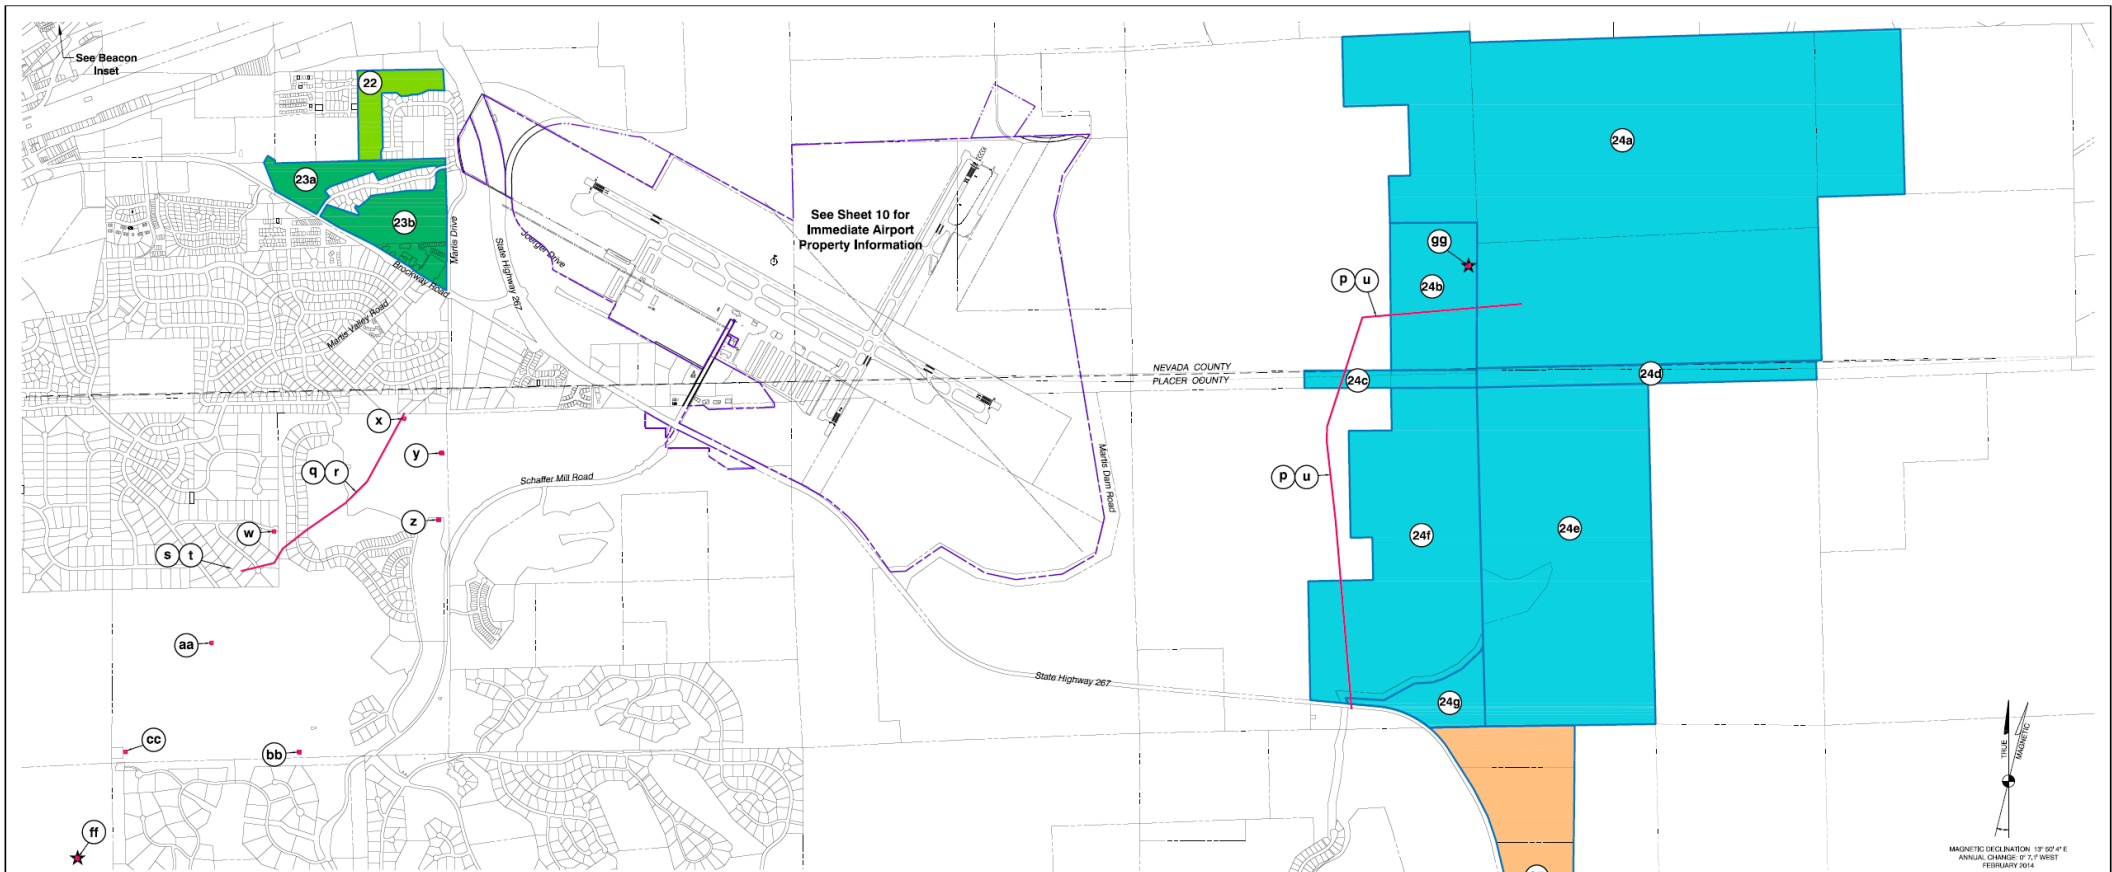 See Beacon
Inset
22
23a
23b
Martis Drive
State Highway 267
Joerger Drive
Brockway Road
Martis Valley Road
See Sheet 10 for
Immediate Airport
Property Information
24a
gg
24b
p u
NEVADA COUNTY
PLACER COUNTY
24c
24d
x
y
q r
z
w
s t
Schaffer Mill Road
Martis Dam Road
p u
24f
24e
aa
State Highway 267
24g
cc
bb
ff
TRUE
MAGNETIC
MAGNETIC DECLINATION 13° 50' 4" E
ANNUAL CHANGE: 0° 7.1' WEST
FEBRUARY 2014